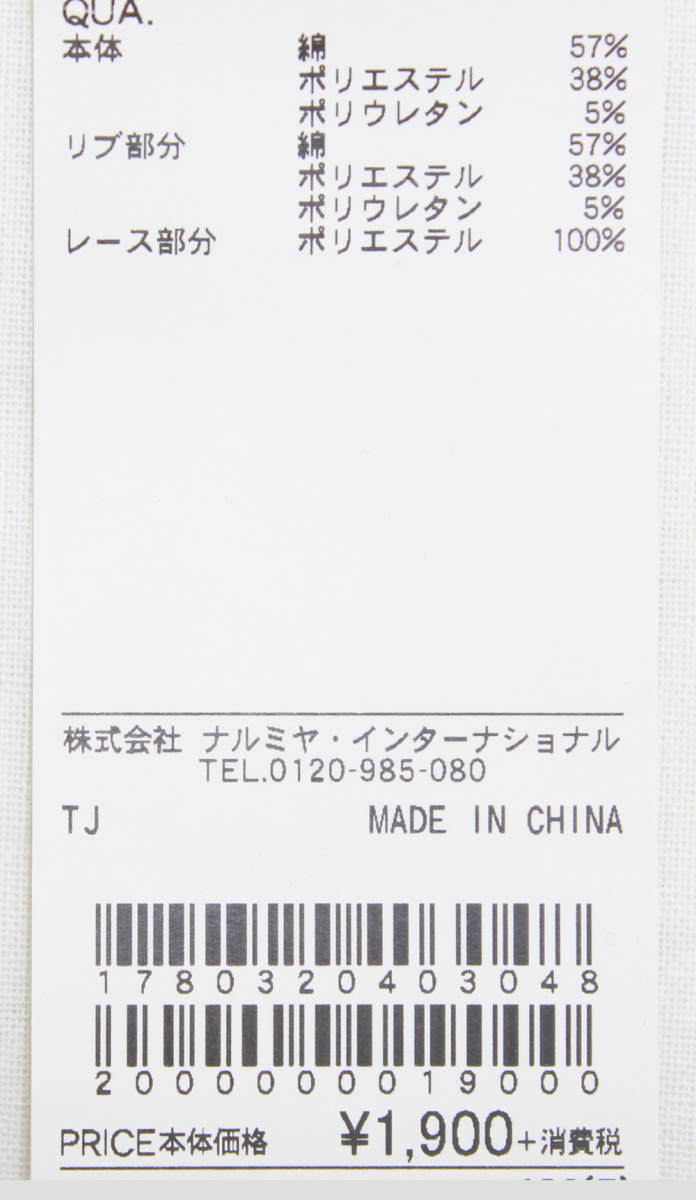 QUA.
本体 綿 57%
ポリエステル 38%
ポリウレタン 5%
リブ部分 綿 57%
ポリエステル 38%
ポリウレタン 5%
レース部分 ポリエステル 100%
株式会社 ナルミヤ・インターナショナル
TEL.0120-985-080
TJ MADE IN CHINA
1780320403048
2000000019000
PRICE本体価格 ¥1,900+消費税